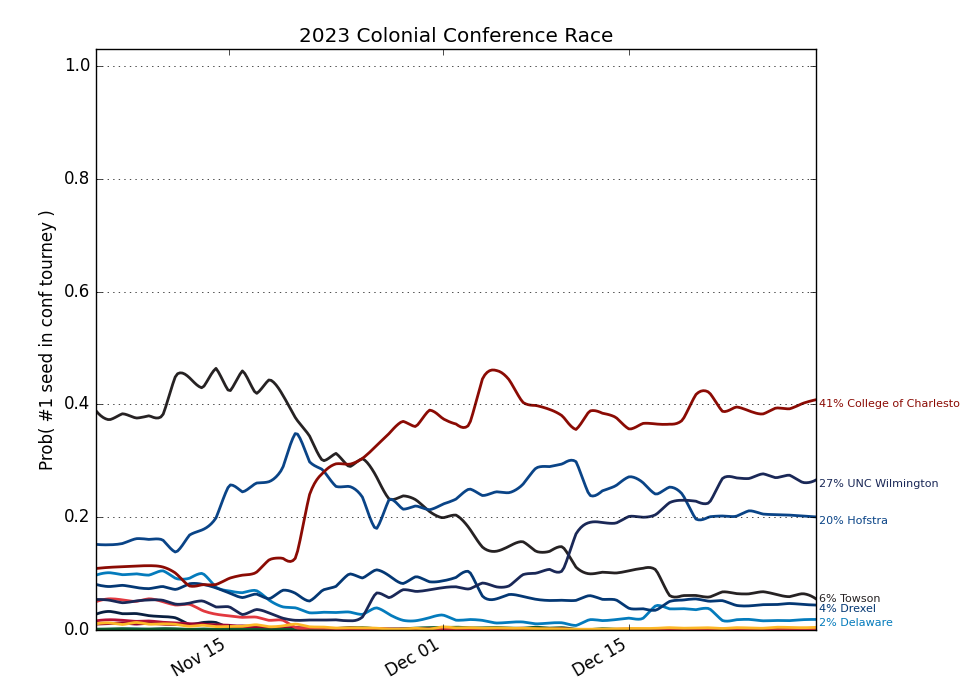 2023 Colonial Conference Race
Prob( #1 seed in conf tourney )
1.0
0.8
0.6
0.4
0.2
0.0
Nov 15
Dec 01
Dec 15
41% College of Charlesto
27% UNC Wilmington
20% Hofstra
6% Towson
4% Drexel
2% Delaware